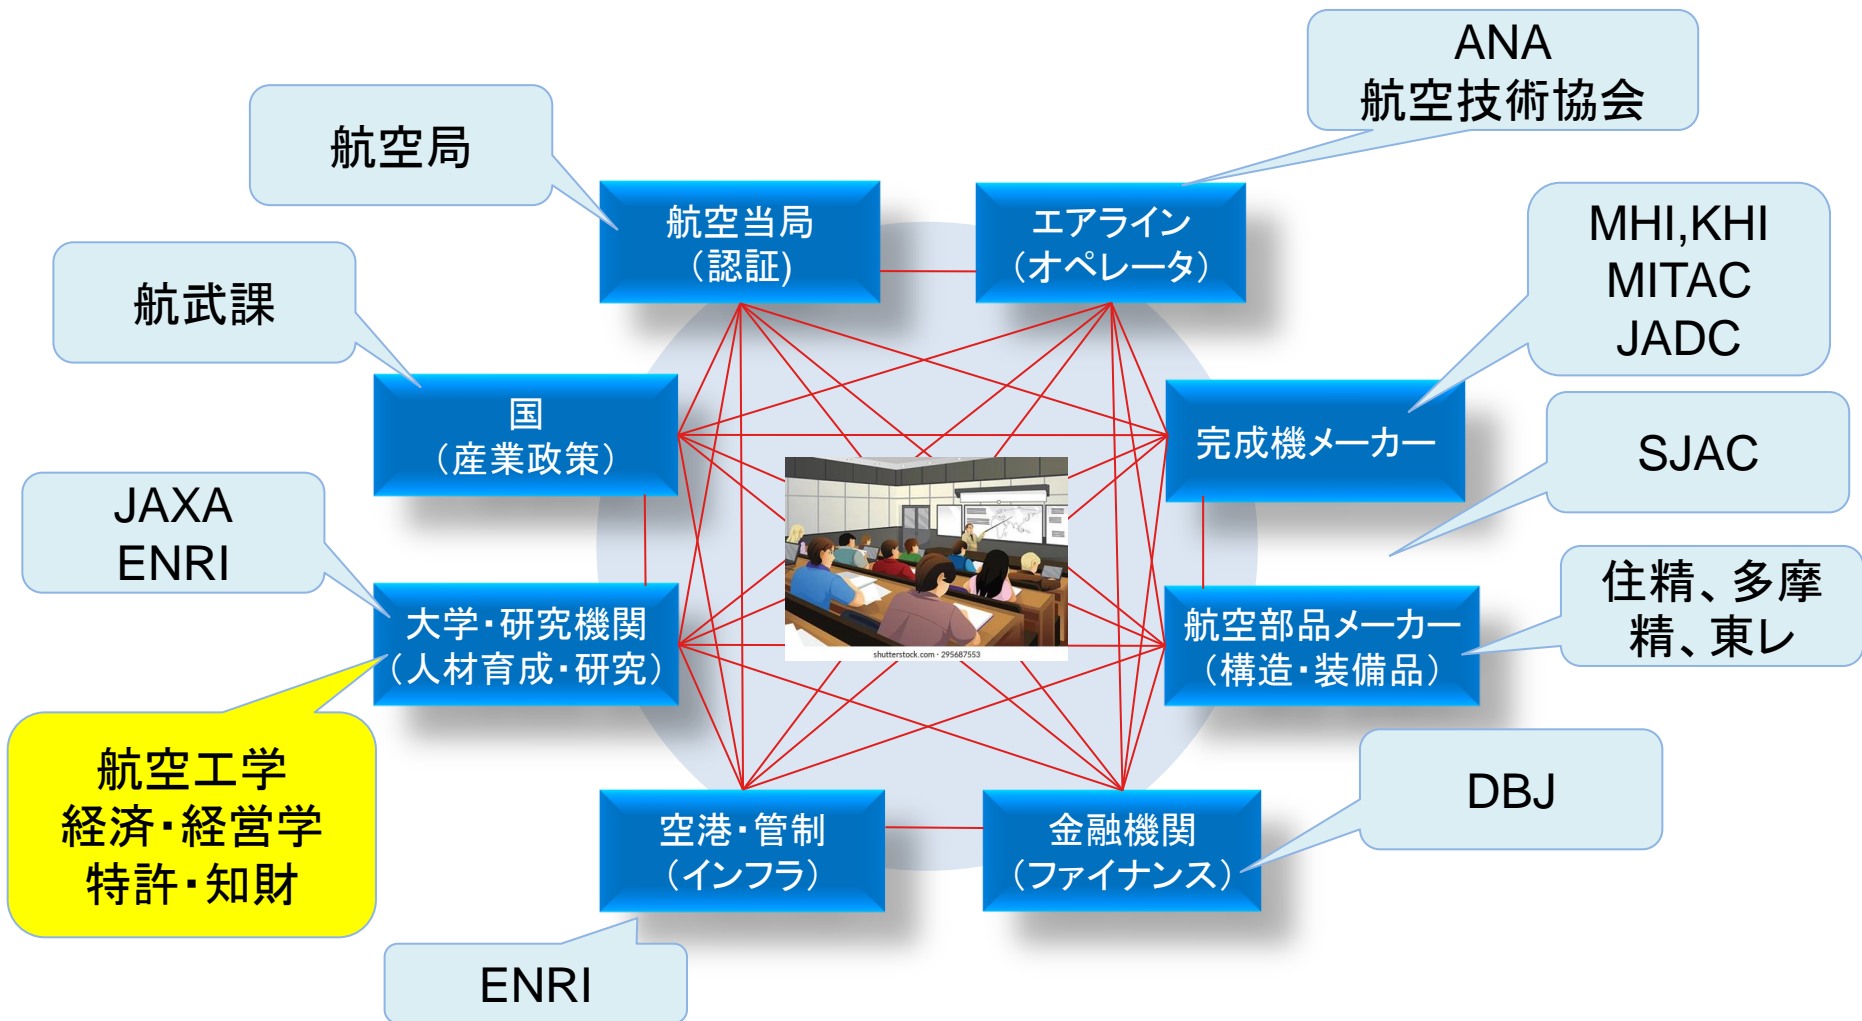 ANA
航空技術協会
航空局
航空当局
（認証)
エアライン
（オペレータ）
MHI,KHI
MITAC
JADC
航武課
国
（産業政策）
完成機メーカー
SJAC
JAXA
ENRI
大学・研究機関
（人材育成・研究）
shutterstock.com · 295687553
航空部品メーカー
（構造・装備品）
住精、多摩
精、東レ
航空工学
経済・経営学
特許・知財
空港・管制
（インフラ）
金融機関
（ファイナンス）
DBJ
ENRI